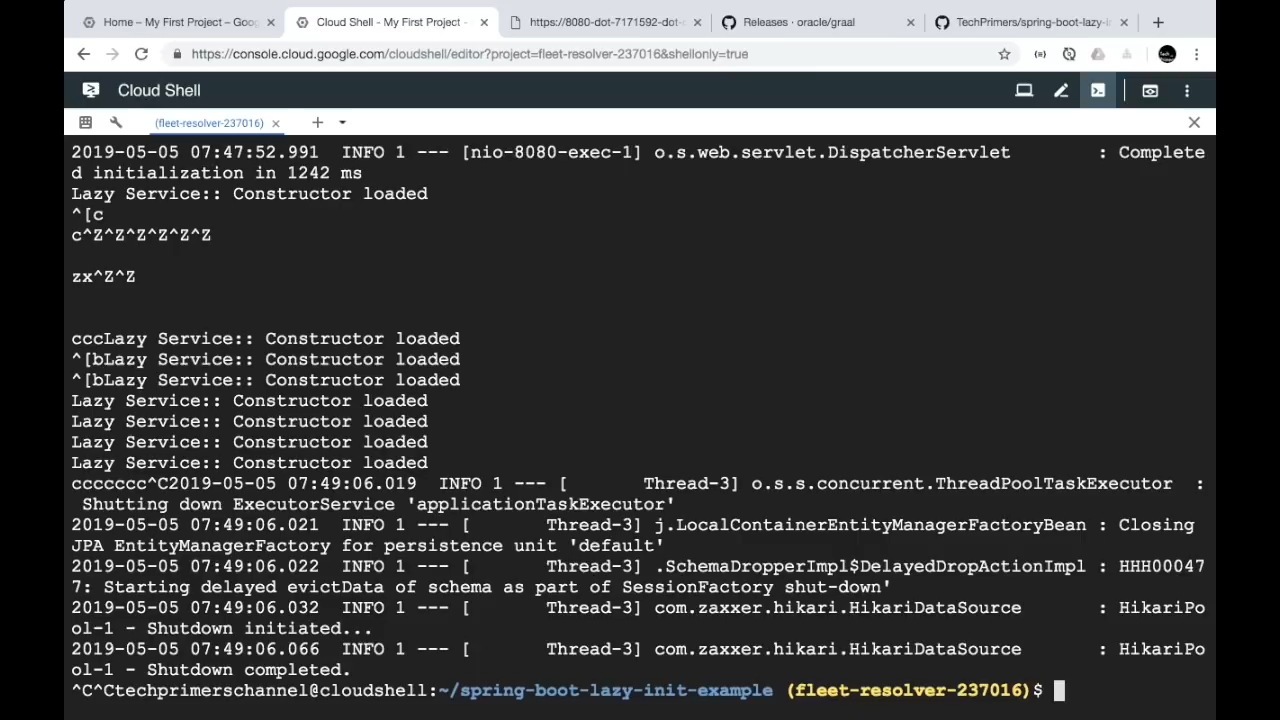 Home – My First Project – Goog
Cloud Shell - My First Project -
https://8080-dot-7171592-dot-
Releases · oracle/graal
TechPrimers/spring-boot-lazy-i
https://console.cloud.google.com/cloudshell/editor?project=fleet-resolver-237016&shellonly=true
Cloud Shell
(fleet-resolver-237016)
2019-05-05 07:47:52.991  INFO 1 --- [nio-8080-exec-1] o.s.web.servlet.DispatcherServlet        : Complete
d initialization in 1242 ms
Lazy Service:: Constructor loaded
^[c
c^Z^Z^Z^Z^Z^Z
zx^Z^Z
cccLazy Service:: Constructor loaded
^[bLazy Service:: Constructor loaded
^[bLazy Service:: Constructor loaded
Lazy Service:: Constructor loaded
Lazy Service:: Constructor loaded
Lazy Service:: Constructor loaded
Lazy Service:: Constructor loaded
ccccccc^C2019-05-05 07:49:06.019  INFO 1 --- [       Thread-3] o.s.s.concurrent.ThreadPoolTaskExecutor  :
 Shutting down ExecutorService 'applicationTaskExecutor'
2019-05-05 07:49:06.021  INFO 1 --- [       Thread-3] j.LocalContainerEntityManagerFactoryBean : Closing
JPA EntityManagerFactory for persistence unit 'default'
2019-05-05 07:49:06.022  INFO 1 --- [       Thread-3] .SchemaDropperImpl$DelayedDropActionImpl : HHH00047
7: Starting delayed evictData of schema as part of SessionFactory shut-down'
2019-05-05 07:49:06.032  INFO 1 --- [       Thread-3] com.zaxxer.hikari.HikariDataSource       : HikariPo
ol-1 - Shutdown initiated...
2019-05-05 07:49:06.066  INFO 1 --- [       Thread-3] com.zaxxer.hikari.HikariDataSource       : HikariPo
ol-1 - Shutdown completed.
^C^Ctechprimerschannel@cloudshell:~/spring-boot-lazy-init-example (fleet-resolver-237016)$